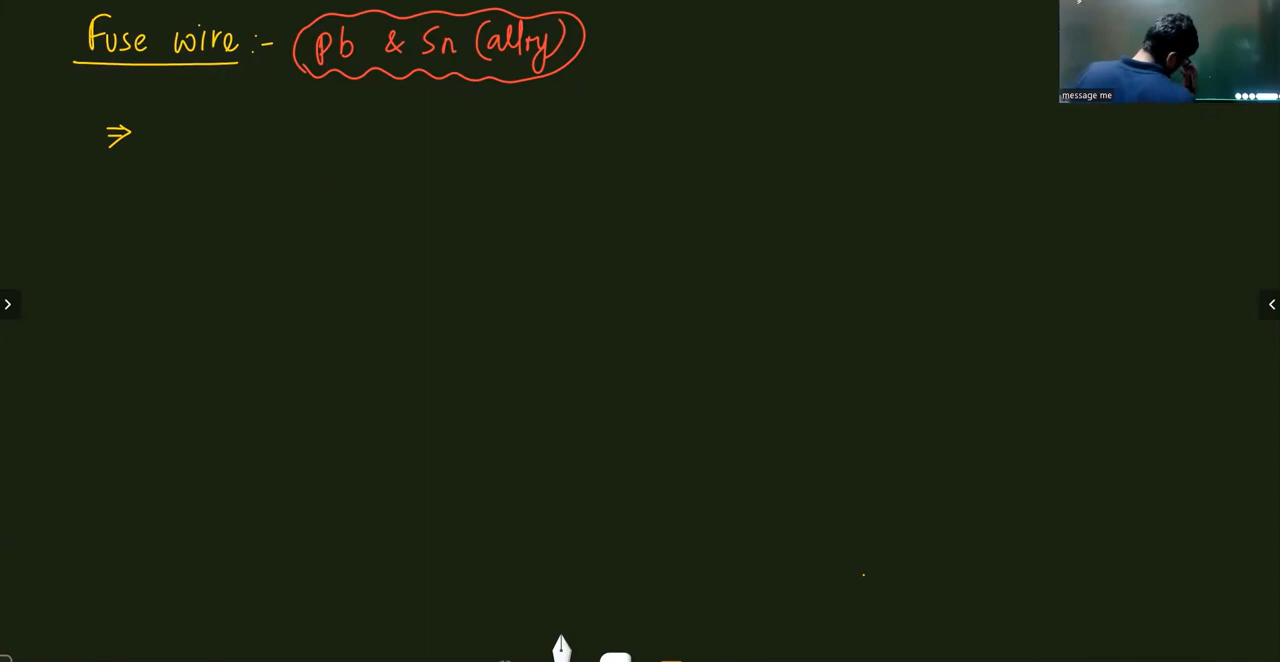 Fuse wire :- Pb & Sn (alloy)
⇒
message me